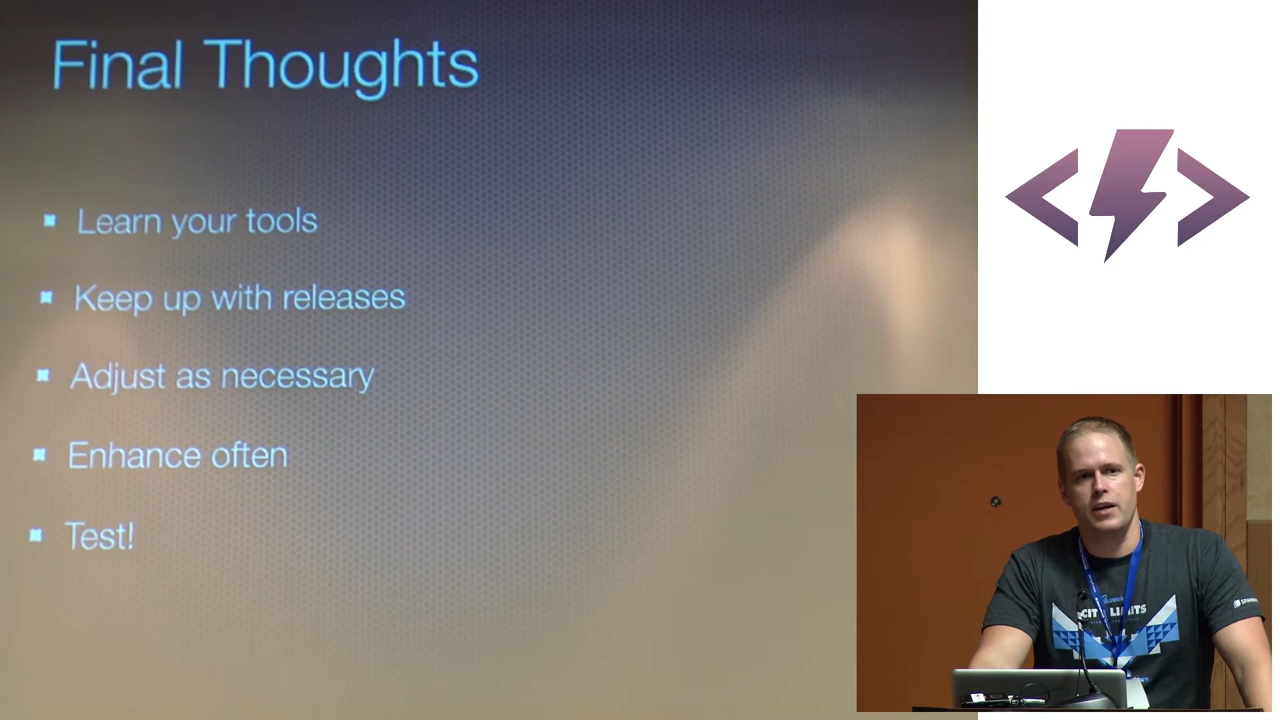 Final Thoughts
Learn your tools
Keep up with releases
Adjust as necessary
Enhance often
Test!
CITY LIMITS